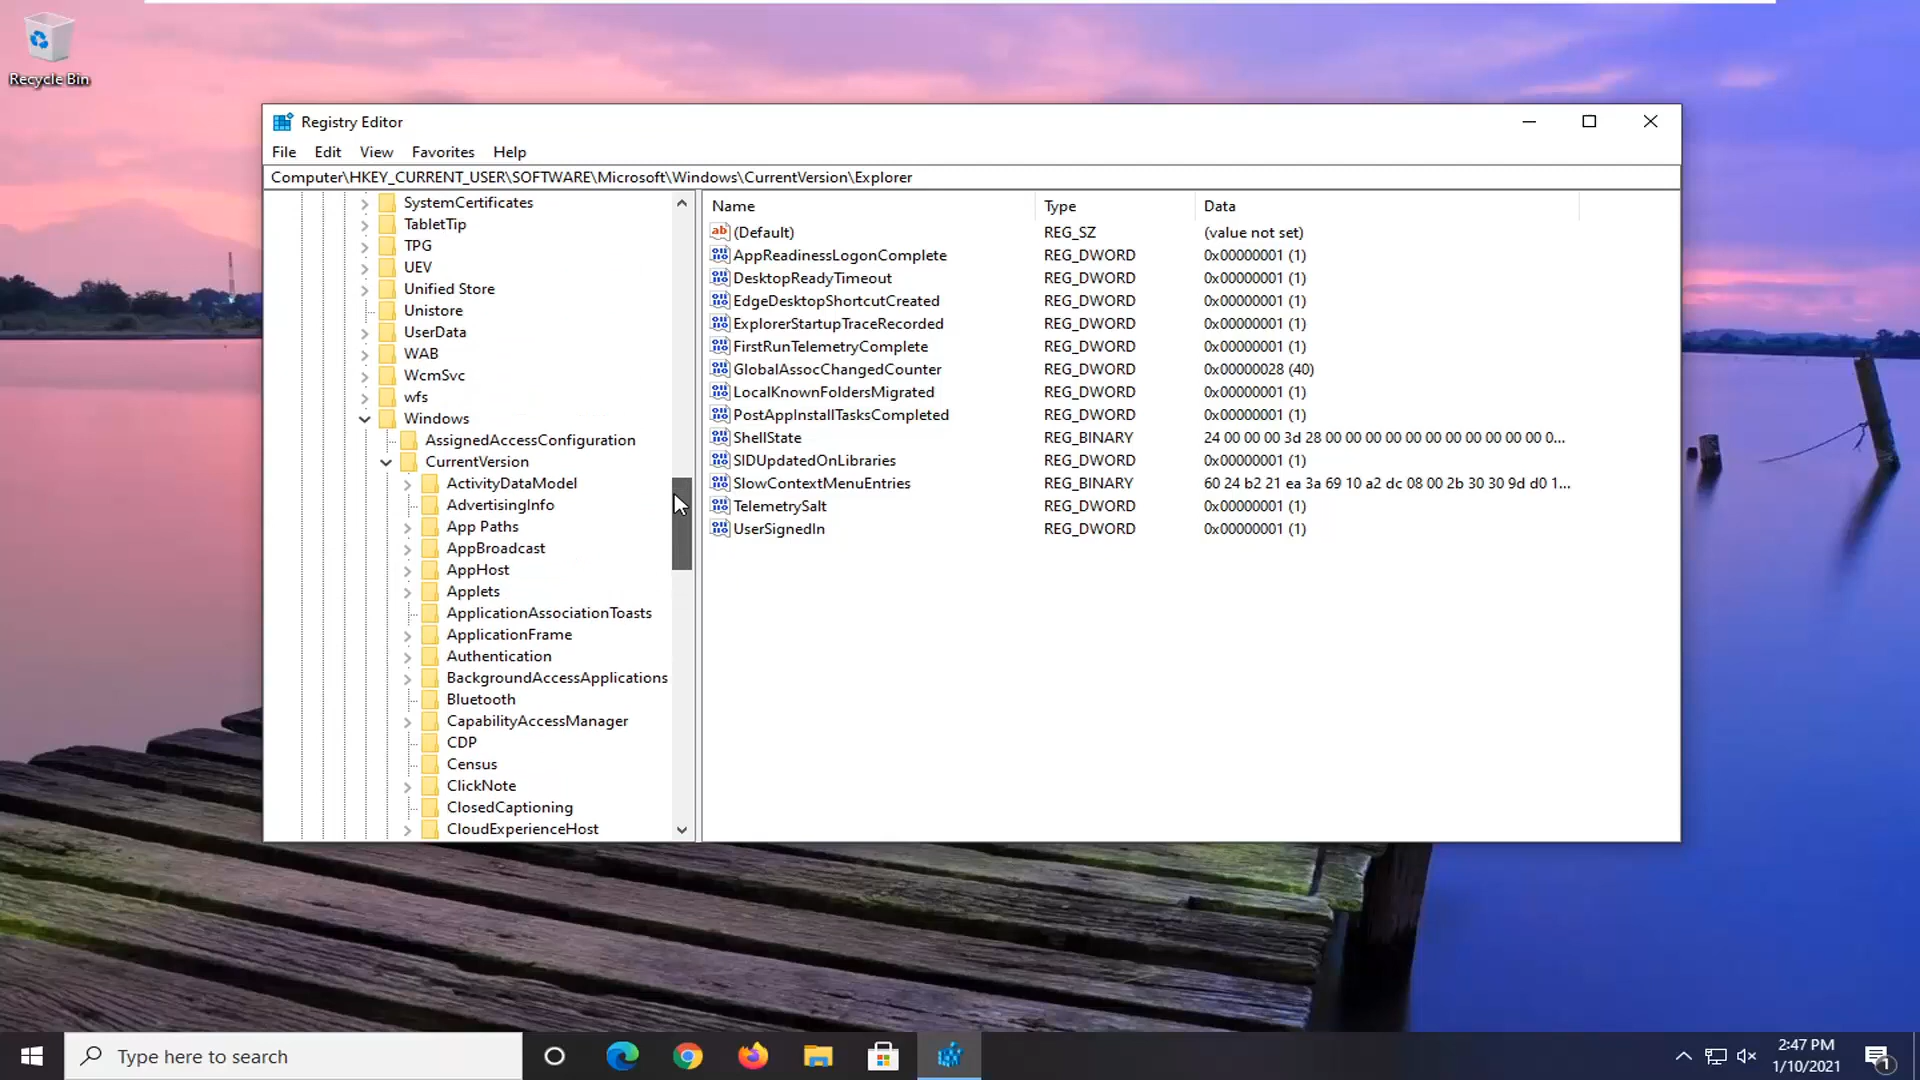 Recycle Bin
Registry Editor
File Edit View Favorites Help
Computer\HKEY_CURRENT_USER\SOFTWARE\Microsoft\Windows\CurrentVersion\Explorer
SystemCertificates
TabletTip
TPG
UEV
Unified Store
Unistore
UserData
WAB
WcmSvc
wfs
Windows
AssignedAccessConfiguration
CurrentVersion
ActivityDataModel
AdvertisingInfo
App Paths
AppBroadcast
AppHost
Applets
ApplicationAssociationToasts
ApplicationFrame
Authentication
BackgroundAccessApplications
Bluetooth
CapabilityAccessManager
CDP
Census
ClickNote
ClosedCaptioning
CloudExperienceHost
Name Type Data
(Default) REG_SZ (value not set)
AppReadinessLogonComplete REG_DWORD 0x00000001 (1)
DesktopReadyTimeout REG_DWORD 0x00000001 (1)
EdgeDesktopShortcutCreated REG_DWORD 0x00000001 (1)
ExplorerStartupTraceRecorded REG_DWORD 0x00000001 (1)
FirstRunTelemetryComplete REG_DWORD 0x00000001 (1)
GlobalAssocChangedCounter REG_DWORD 0x00000028 (40)
LocalKnownFoldersMigrated REG_DWORD 0x00000001 (1)
PostAppInstallTasksCompleted REG_DWORD 0x00000001 (1)
ShellState REG_BINARY 24 00 00 00 3d 28 00 00 00 00 00 00 00 00 00 00 00 0...
SIDUpdatedOnLibraries REG_DWORD 0x00000001 (1)
SlowContextMenuEntries REG_BINARY 60 24 b2 21 ea 3a 69 10 a2 dc 08 00 2b 30 30 9d d0 1...
TelemetrySalt REG_DWORD 0x00000001 (1)
UserSignedIn REG_DWORD 0x00000001 (1)
Type here to search
2:47 PM
1/10/2021
1